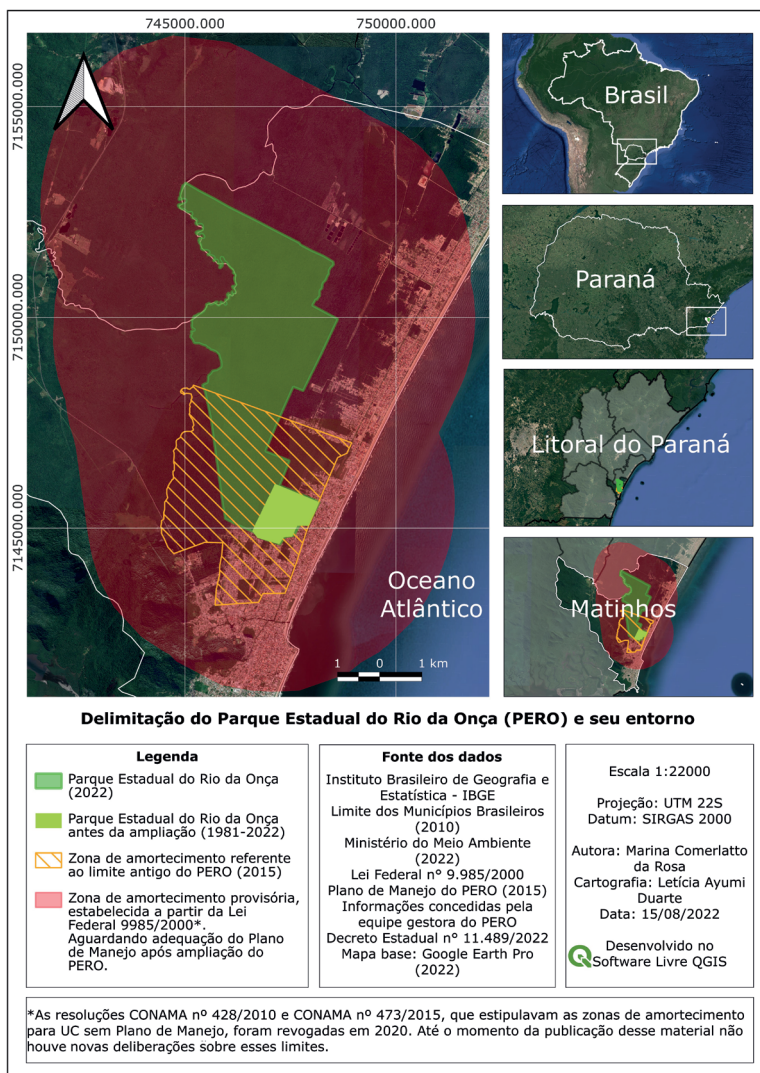 745000.000
750000.000
7155000.000
7150000.000
7145000.000
Oceano
Atlântico
1 0 1 km
Brasil
Paraná
Litoral do Paraná
Matinhos
Delimitação do Parque Estadual do Rio da Onça (PERO) e seu entorno
Legenda
Parque Estadual do Rio da Onça
(2022)
Parque Estadual do Rio da Onça
antes da ampliação (1981-2022)
Zona de amortecimento referente
ao limite antigo do PERO (2015)
Zona de amortecimento provisória,
estabelecida a partir da Lei
Federal 9985/2000*.
Aguardando adequação do Plano
de Manejo após ampliação do
PERO.
Fonte dos dados
Instituto Brasileiro de Geografia e
Estatística - IBGE
Limite dos Municípios Brasileiros
(2010)
Ministério do Meio Ambiente
(2022)
Lei Federal n° 9.985/2000
Plano de Manejo do PERO (2015)
Informações concedidas pela
equipe gestora do PERO
Decreto Estadual n° 11.489/2022
Mapa base: Google Earth Pro
(2022)
Escala 1:22000
Projeção: UTM 22S
Datum: SIRGAS 2000
Autora: Marina Comerlatto
da Rosa
Cartografia: Letícia Ayumi
Duarte
Data: 15/08/2022
Desenvolvido no
Software Livre QGIS
*As resoluções CONAMA nº 428/2010 e CONAMA nº 473/2015, que estipulavam as zonas de amortecimento
para UC sem Plano de Manejo, foram revogadas em 2020. Até o momento da publicação desse material não
houve novas deliberações sobre esses limites.